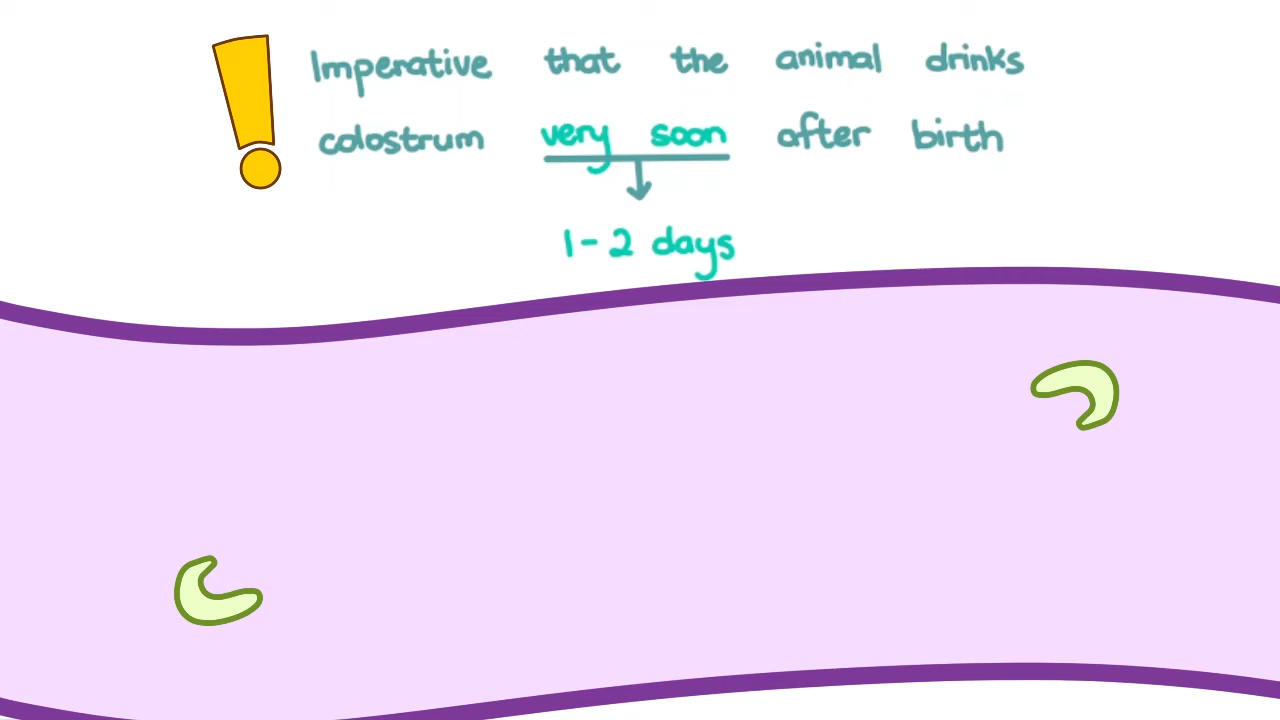 Imperative that the animal drinks
colostrum very soon after birth
1-2 days